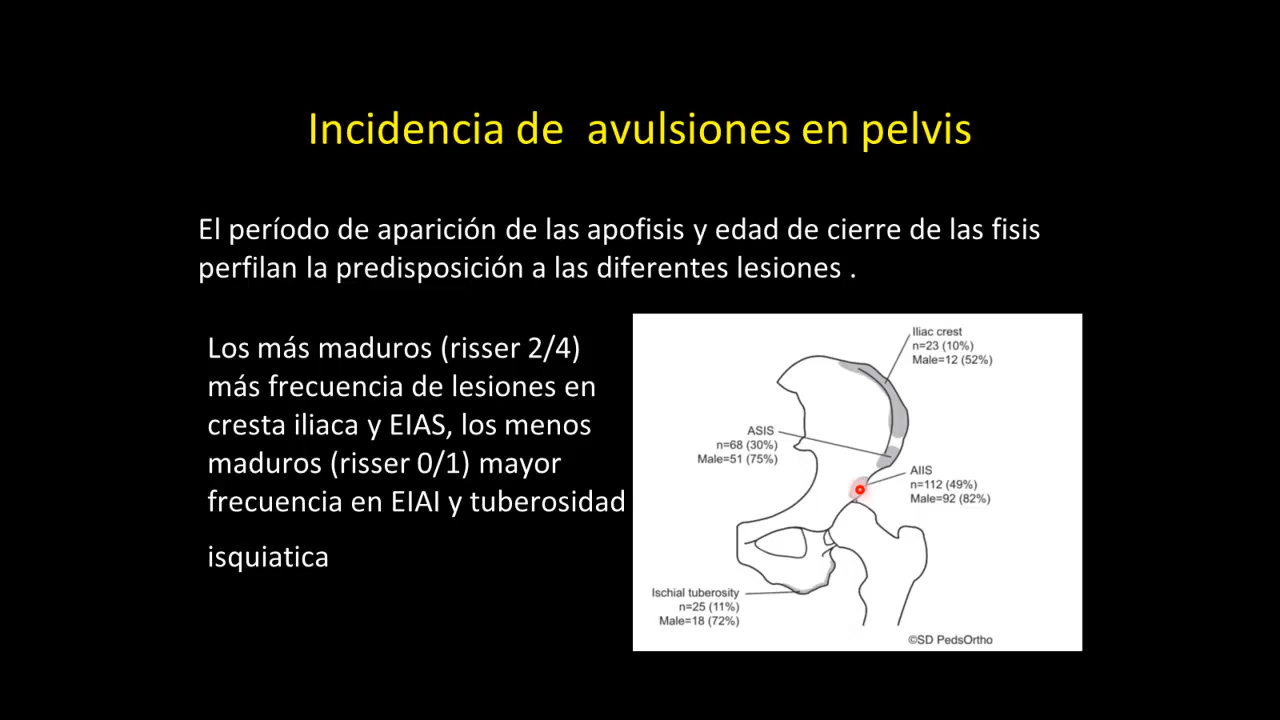 Incidencia de  avulsiones en pelvis
El período de aparición de las apofisis y edad de cierre de las fisis
perfilan la predisposición a las diferentes lesiones .
Los más maduros (risser 2/4)
más frecuencia de lesiones en
cresta iliaca y EIAS, los menos
maduros (risser 0/1) mayor
frecuencia en EIAI y tuberosidad
isquiatica
Iliac crest
n=23 (10%)
Male=12 (52%)
ASIS
n=68 (30%)
Male=51 (75%)
AIIS
n=112 (49%)
Male=92 (82%)
Ischial tuberosity
n=25 (11%)
Male=18 (72%)
©SD PedsOrtho